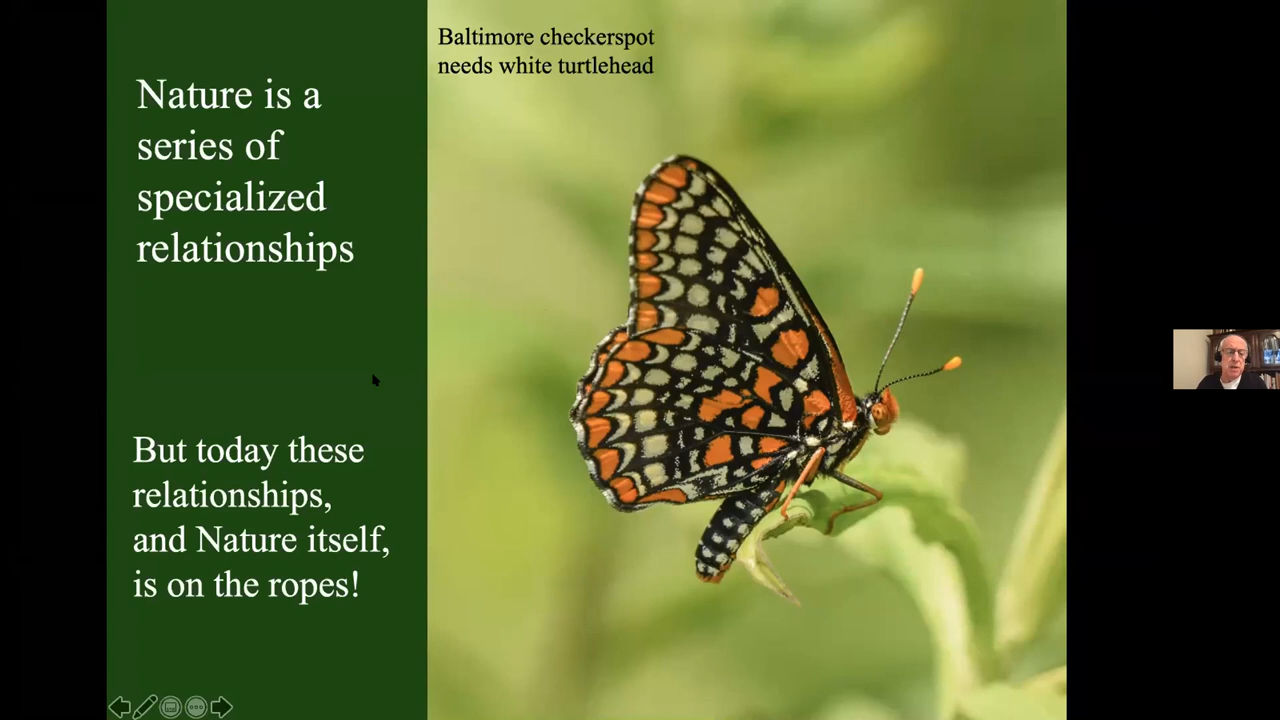 Nature is a
series of
specialized
relationships
But today these
relationships,
and Nature itself,
is on the ropes!
Baltimore checkerspot
needs white turtlehead